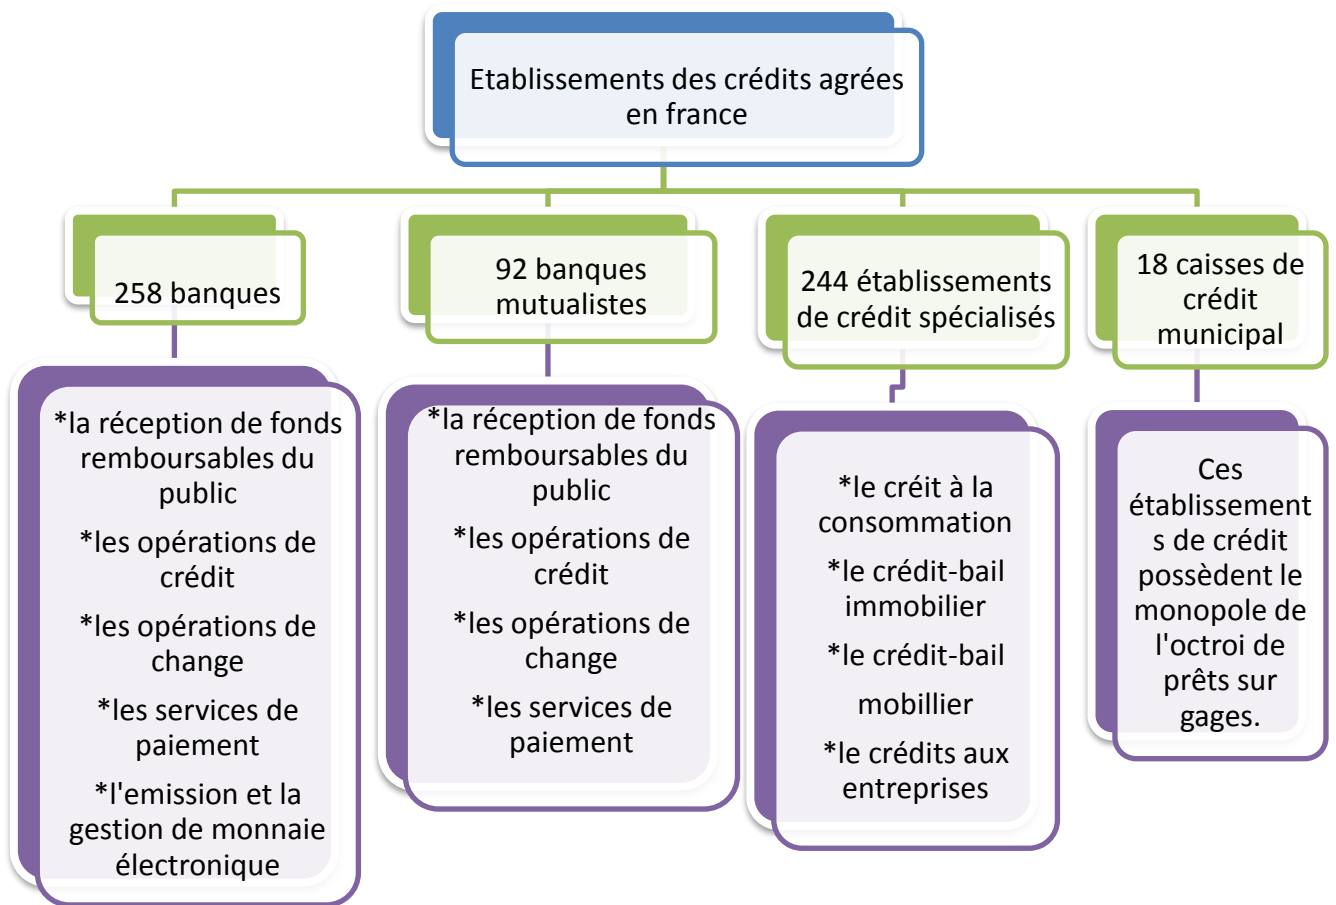 Etablissements des crédits agrées
en france
258 banques
92 banques
mutualistes
244 établissements
de crédit spécialisés
18 caisses de
crédit
municipal
*la réception de fonds
remboursables du
public
*les opérations de
crédit
*les opérations de
change
*les services de
paiement
*l'emission et la
gestion de monnaie
électronique
*la réception de fonds
remboursables du
public
*les opérations de
crédit
*les opérations de
change
*les services de
paiement
*le créit à la
consommation
*le crédit-bail
immobilier
*le crédit-bail
mobillier
*le crédits aux
entreprises
Ces
établissement
s de crédit
possèdent le
monopole de
l'octroi de
prêts sur
gages.